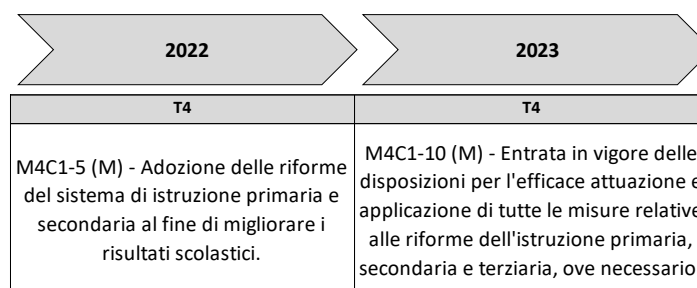 2022
2023
T4
T4
M4C1-5 (M) - Adozione delle riforme
del sistema di istruzione primaria e
secondaria al fine di migliorare i
risultati scolastici.
M4C1-10 (M) - Entrata in vigore delle
disposizioni per l'efficace attuazione e
applicazione di tutte le misure relative
alle riforme dell'istruzione primaria,
secondaria e terziaria, ove necessario